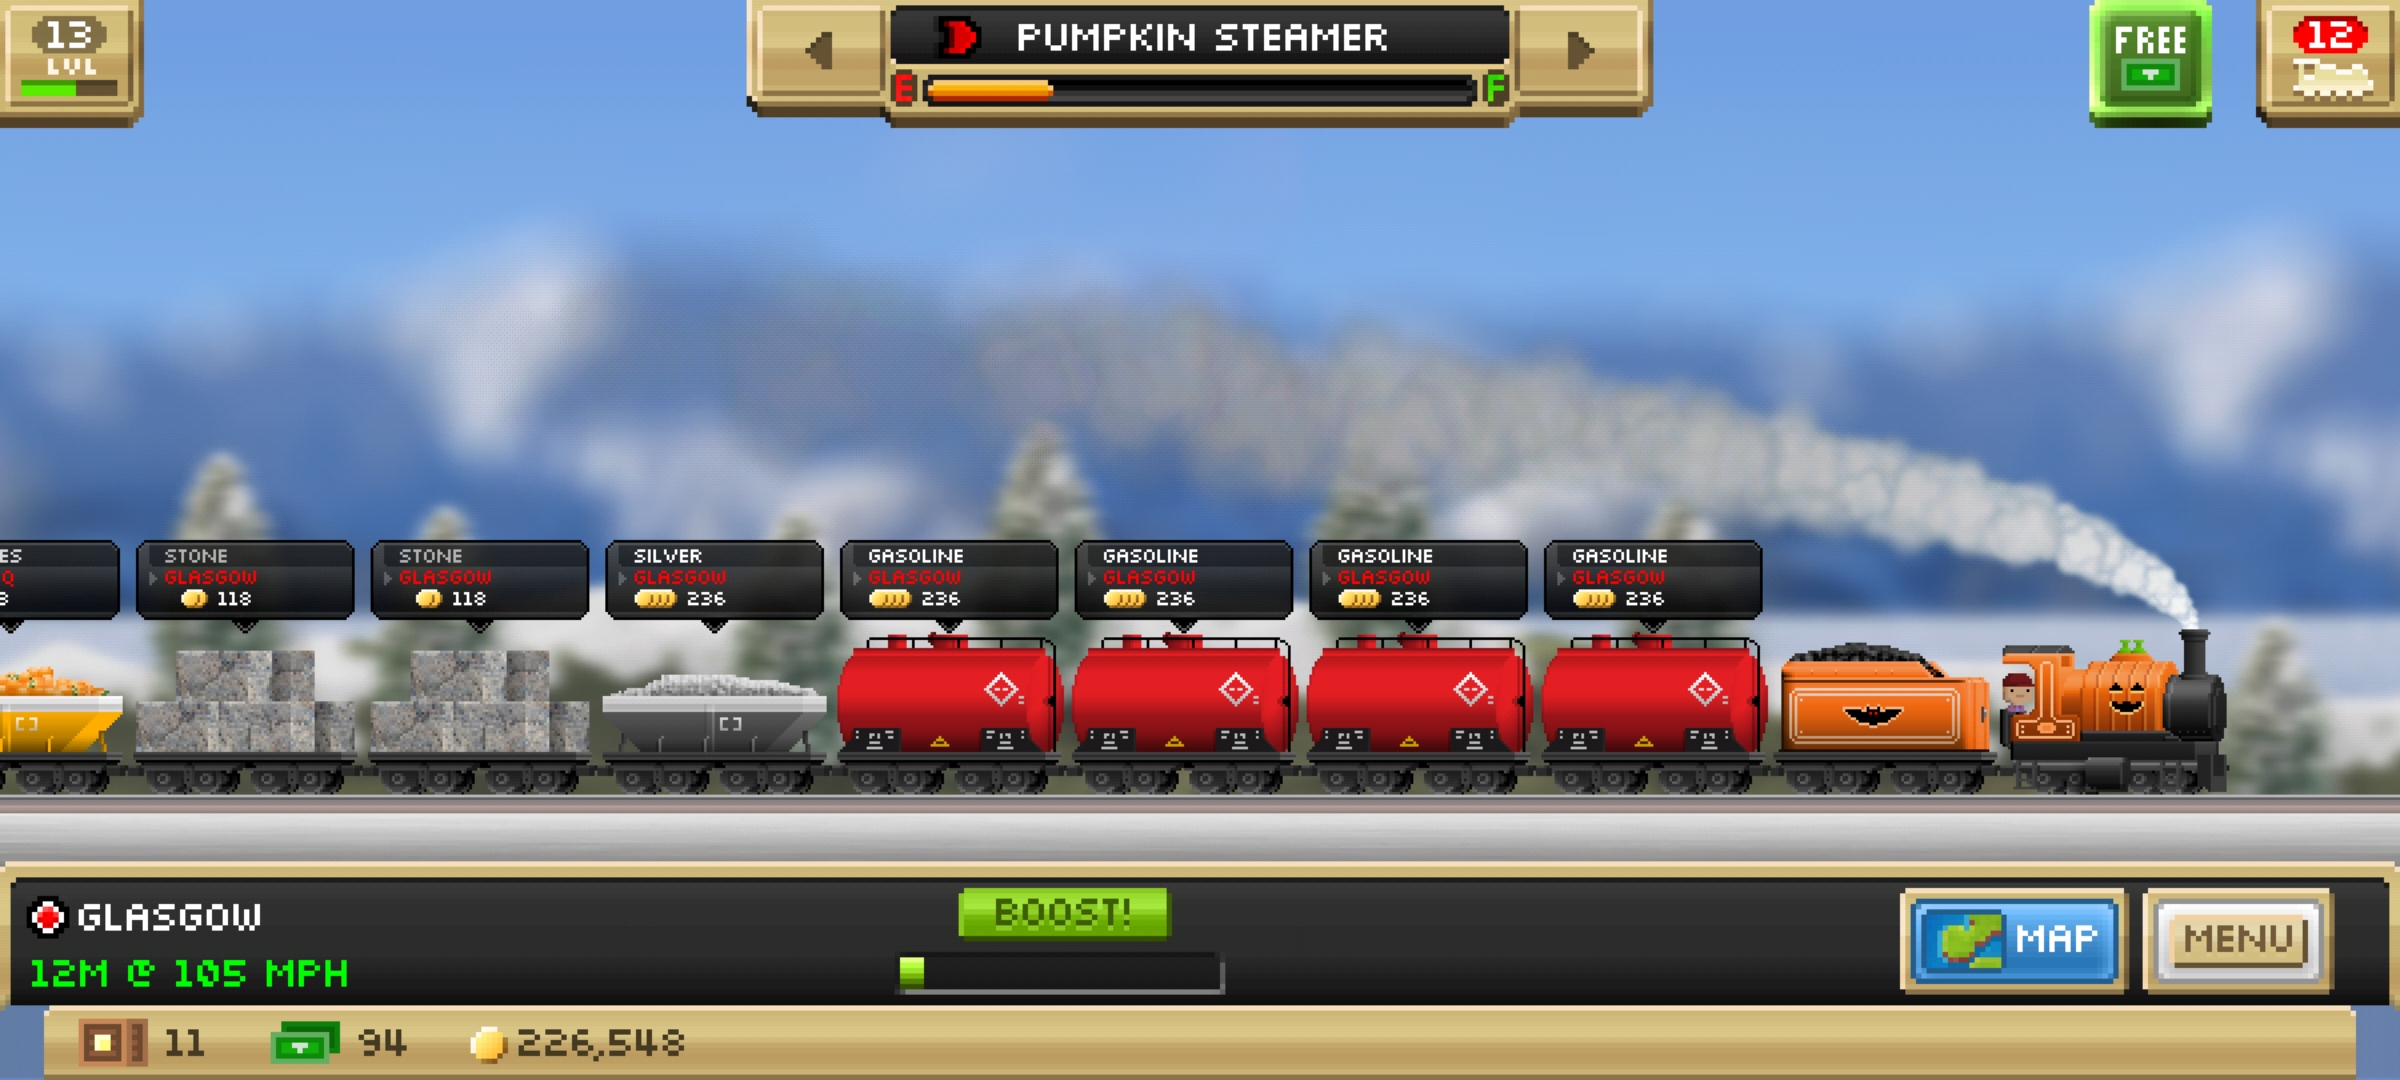 13
LVL
PUMPKIN STEAMER
E
F
FREE
12
ES
Q
8
STONE
GLASGOW
118
STONE
GLASGOW
118
SILVER
GLASGOW
236
GASOLINE
GLASGOW
236
GASOLINE
GLASGOW
236
GASOLINE
GLASGOW
236
GASOLINE
GLASGOW
236
GLASGOW
12M @ 105 MPH
BOOST!
MAP
MENU
11
94
226,548